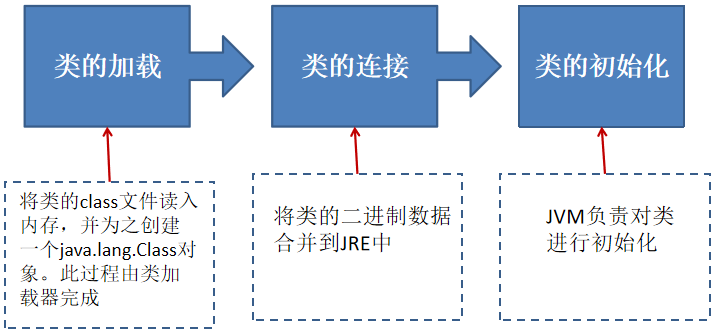 类的加载
类的连接
类的初始化
将类的class文件读入
内存，并为之创建
一个java.lang.Class对
象。此过程由类加
载器完成
将类的二进制数据
合并到JRE中
JVM负责对类
进行初始化